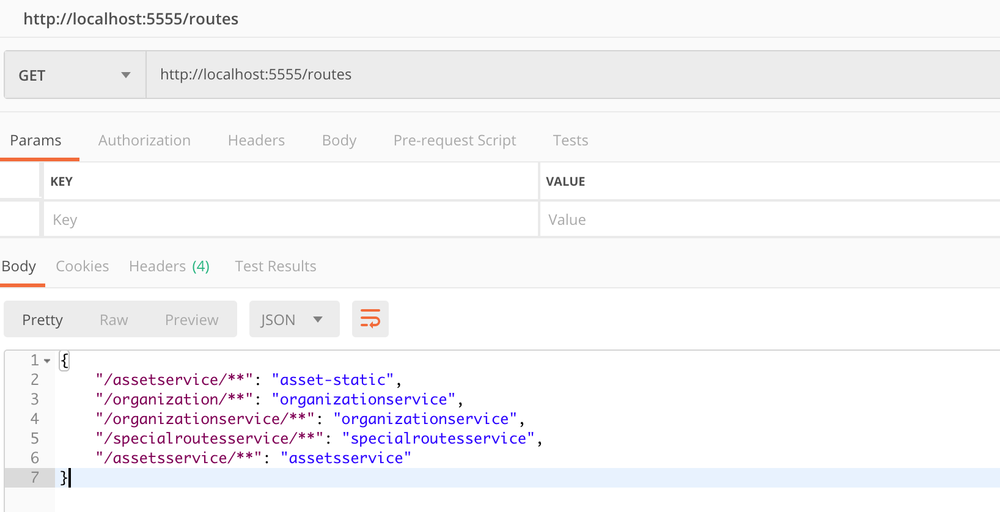 http://localhost:5555/routes
GET http://localhost:5555/routes
Params Authorization Headers Body Pre-request Script Tests
KEY VALUE
Key Value
Body Cookies Headers (4) Test Results
Pretty Raw Preview JSON
1 {
2 "/assetservice/**": "asset-static",
3 "/organization/**": "organizationservice",
4 "/organizationservice/**": "organizationservice",
5 "/specialroutesservice/**": "specialroutesservice",
6 "/assetsservice/**": "assetsservice"
7 }